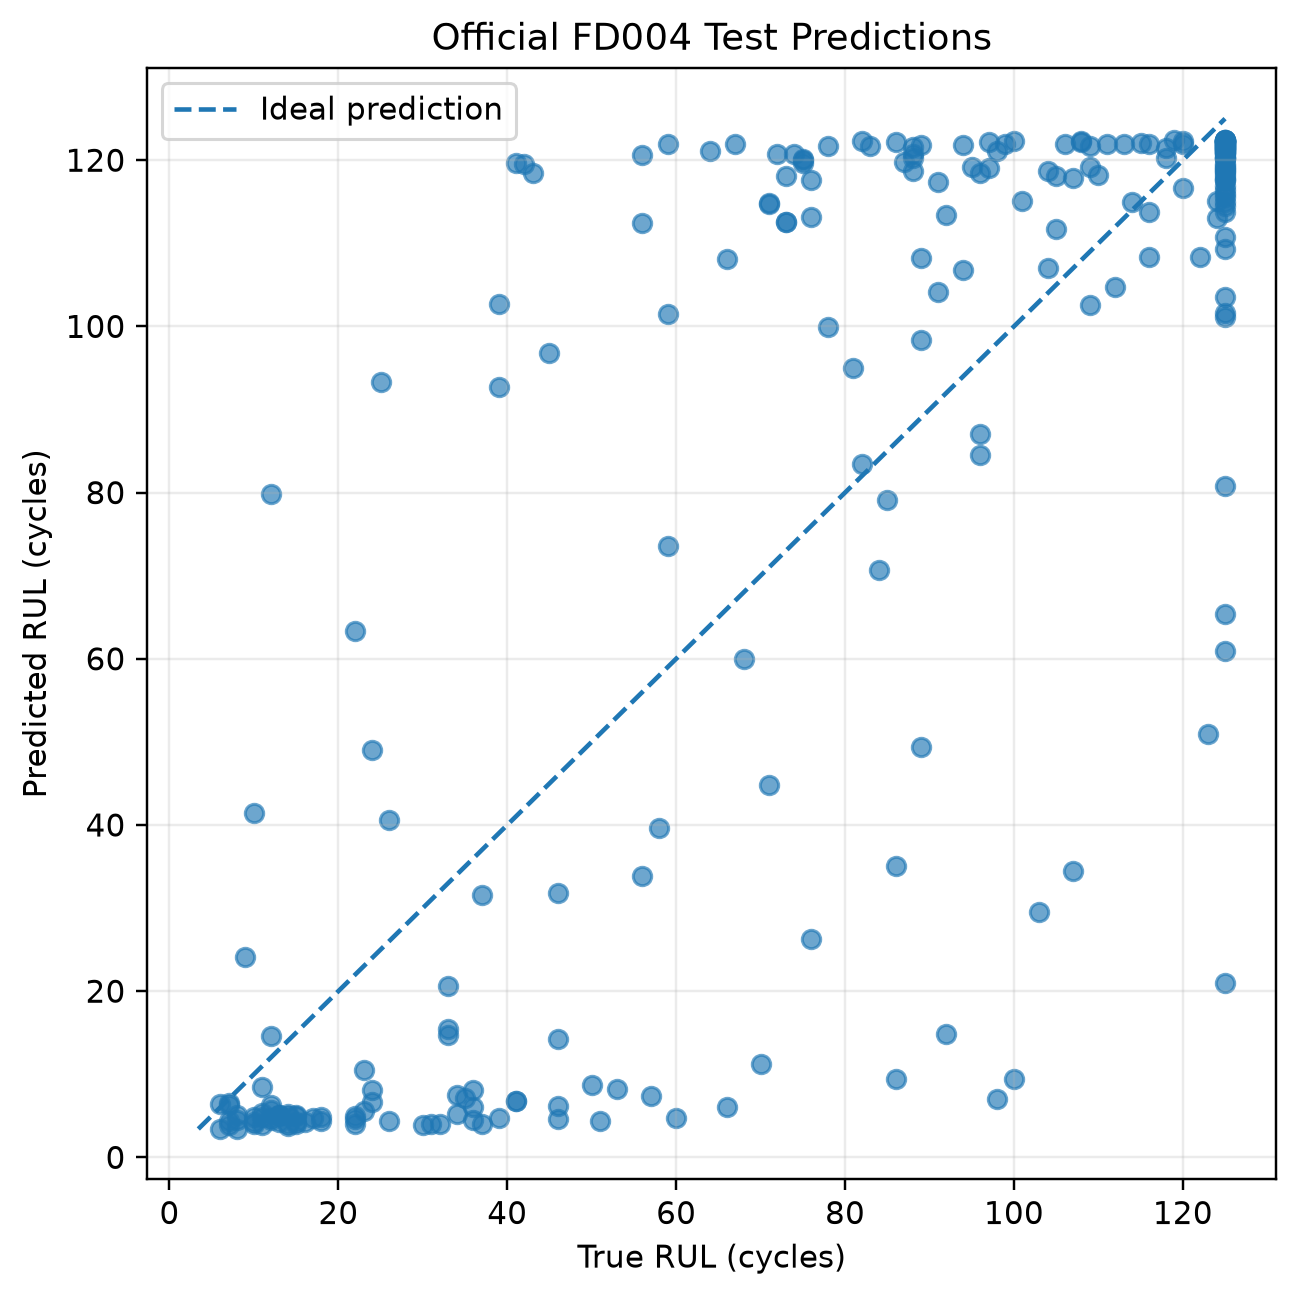 Official FD004 Test Predictions
Ideal prediction
120
100
80
60
40
20
0
Predicted RUL (cycles)
0 20 40 60 80 100 120
True RUL (cycles)